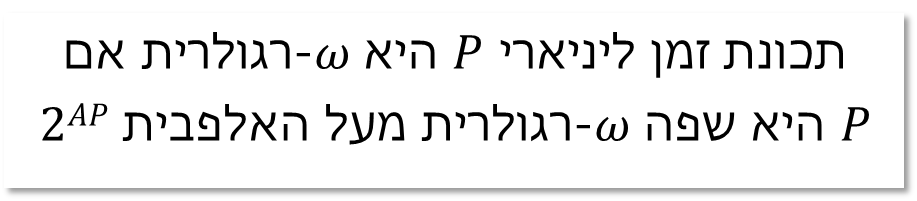 תכונת זמן ליניארי P היא ω-רגולרית אם
P היא שפה ω-רגולרית מעל האלפבית 2^{AP}